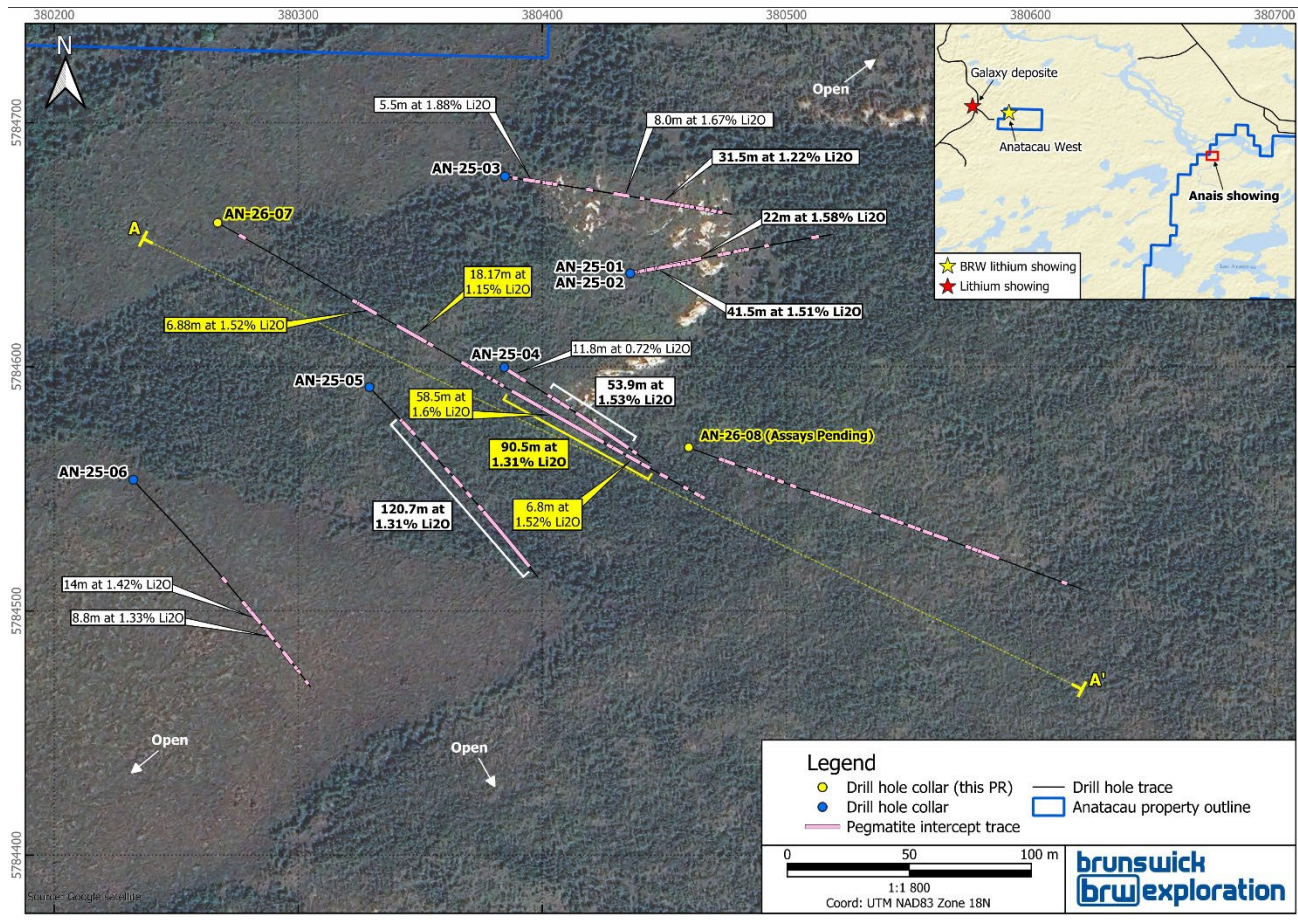 380200
380300
380400
380500
380600
380700
5784700
5784600
5784500
5784400
N
Open
5.5m at 1.88% Li2O
8.0m at 1.67% Li2O
AN-25-03
31.5m at 1.22% Li2O
AN-26-07
A
22m at 1.58% Li2O
18.17m at
1.15% Li2O
AN-25-01
AN-25-02
41.5m at 1.51% Li2O
6.88m at 1.52% Li2O
AN-25-04
11.8m at 0.72% Li2O
AN-25-05
53.9m at
1.53% Li2O
58.5m at
1.6% Li2O
AN-26-08 (Assays Pending)
90.5m at
1.31% Li2O
AN-25-06
120.7m at
1.31% Li2O
6.8m at
1.52% Li2O
14m at 1.42% Li2O
8.8m at 1.33% Li2O
A'
Open
Open
Galaxy deposite
Anatacau West
Anais showing
BRW lithium showing
Lithium showing
Legend
Drill hole collar (this PR)
Drill hole trace
Drill hole collar
Anatacau property outline
Pegmatite intercept trace
0 50 100 m
1:1 800
Coord: UTM NAD83 Zone 18N
brunswick
brw exploration
Source: Google satellite